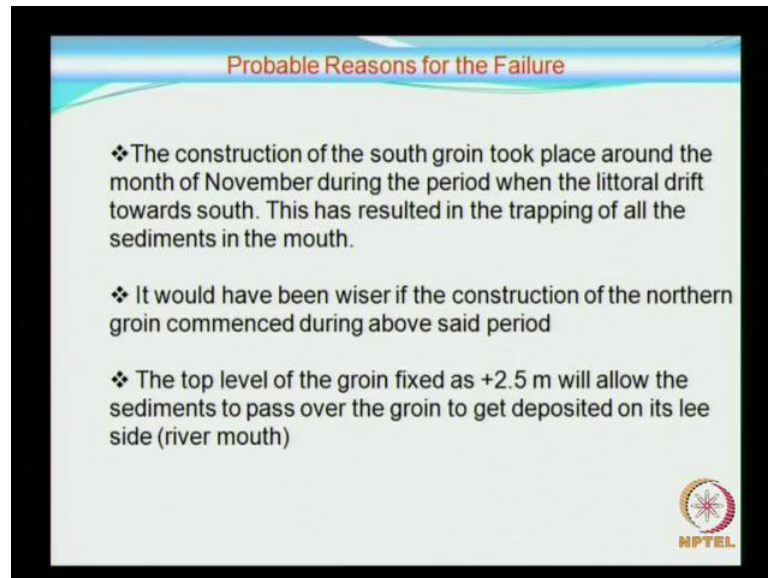 Probable Reasons for the Failure
❖The construction of the south groin took place around the
month of November during the period when the littoral drift
towards south. This has resulted in the trapping of all the
sediments in the mouth.
❖ It would have been wiser if the construction of the northern
groin commenced during above said period
❖ The top level of the groin fixed as +2.5 m will allow the
sediments to pass over the groin to get deposited on its lee
side (river mouth)
NPTEL